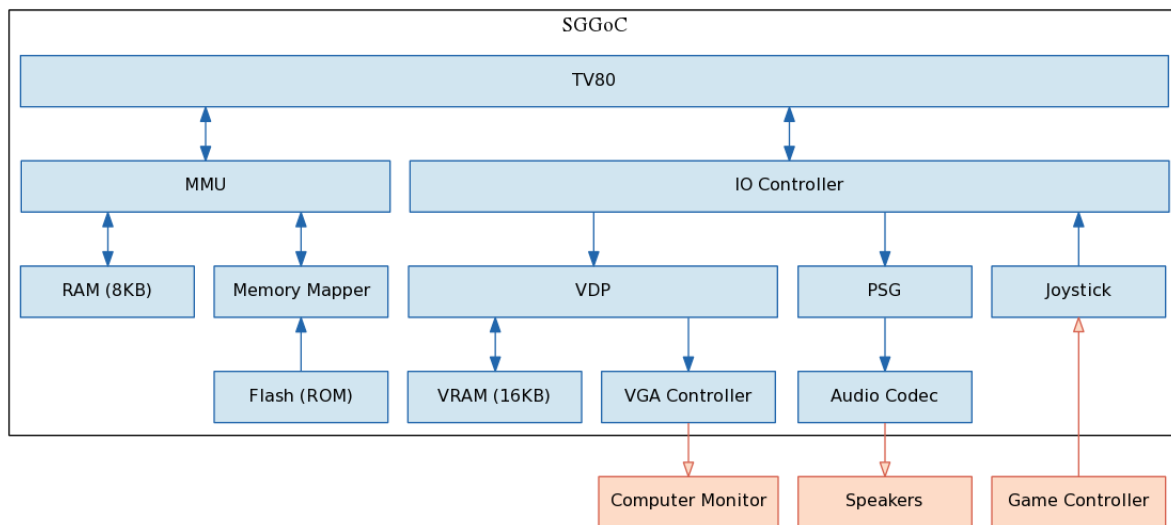 SGGoC
TV80
MMU
IO Controller
RAM (8KB)
Memory Mapper
VDP
PSG
Joystick
Flash (ROM)
VRAM (16KB)
VGA Controller
Audio Codec
Computer Monitor
Speakers
Game Controller